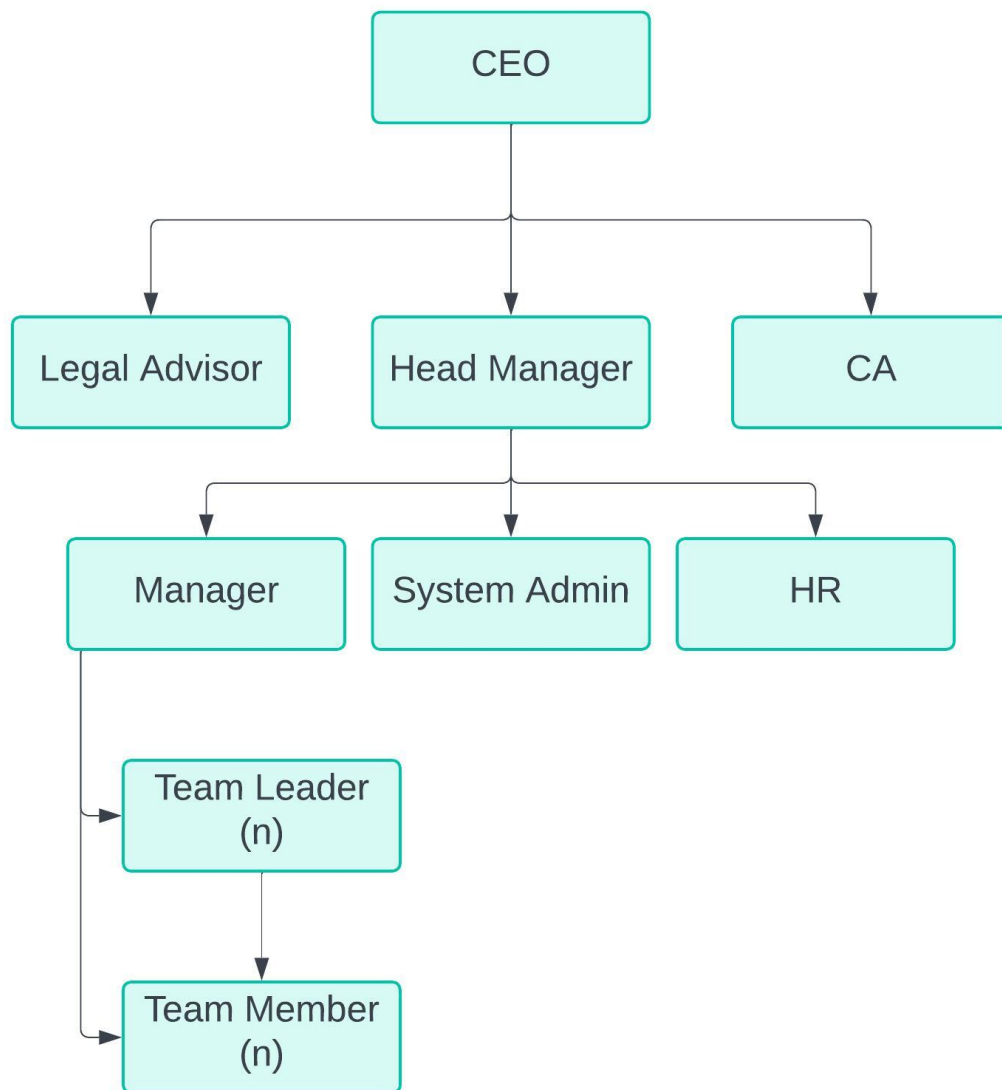 CEO
Legal Advisor
Head Manager
CA
Manager
System Admin
HR
Team Leader
(n)
Team Member
(n)